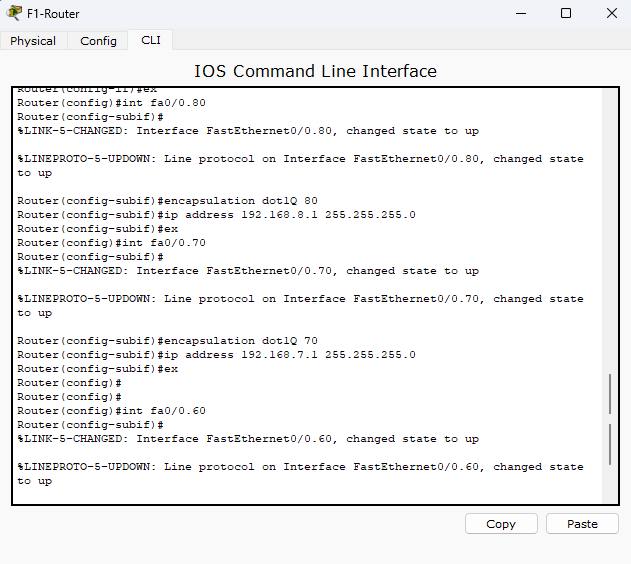 F1-Router
Physical Config CLI
IOS Command Line Interface
Router(config-if)#ex
Router(config)#int fa0/0.80
Router(config-subif)#
%LINK-5-CHANGED: Interface FastEthernet0/0.80, changed state to up
%LINEPROTO-5-UPDOWN: Line protocol on Interface FastEthernet0/0.80, changed state
to up
Router(config-subif)#encapsulation dot1Q 80
Router(config-subif)#ip address 192.168.8.1 255.255.255.0
Router(config-subif)#ex
Router(config)#int fa0/0.70
Router(config-subif)#
%LINK-5-CHANGED: Interface FastEthernet0/0.70, changed state to up
%LINEPROTO-5-UPDOWN: Line protocol on Interface FastEthernet0/0.70, changed state
to up
Router(config-subif)#encapsulation dot1Q 70
Router(config-subif)#ip address 192.168.7.1 255.255.255.0
Router(config-subif)#ex
Router(config)#
Router(config)#
Router(config)#int fa0/0.60
Router(config-subif)#
%LINK-5-CHANGED: Interface FastEthernet0/0.60, changed state to up
%LINEPROTO-5-UPDOWN: Line protocol on Interface FastEthernet0/0.60, changed state
to up
Copy Paste